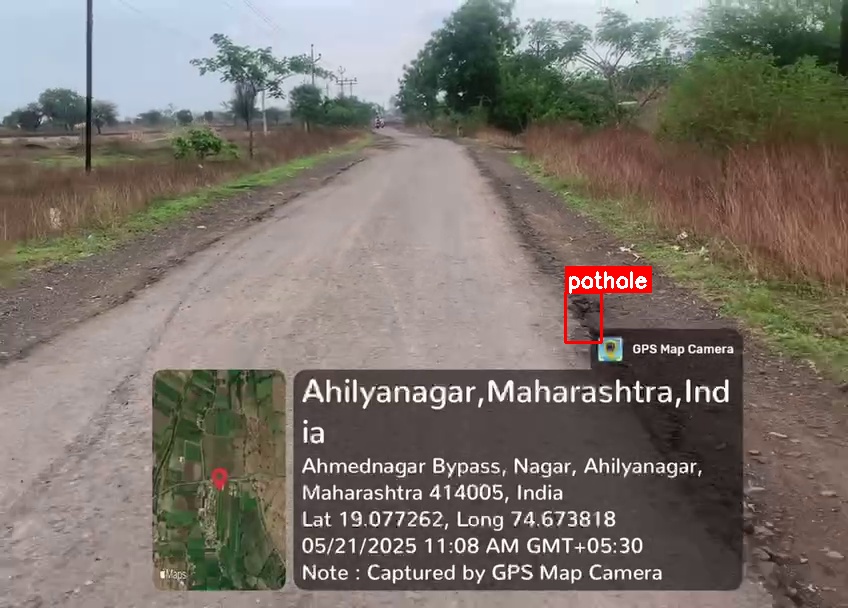 pothole
GPS Map Camera
Ahilyanagar,Maharashtra,Ind
ia
Ahmednagar Bypass, Nagar, Ahilyanagar,
Maharashtra 414005, India
Lat 19.077262, Long 74.673818
05/21/2025 11:08 AM GMT+05:30
Note : Captured by GPS Map Camera
Maps